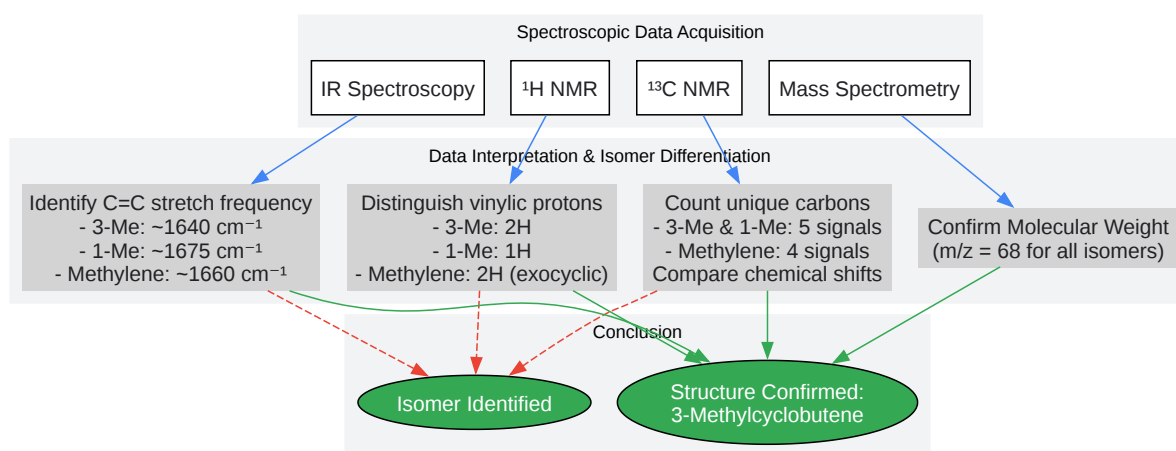 Spectroscopic Data Acquisition
IR Spectroscopy
¹H NMR
¹³C NMR
Mass Spectrometry
Data Interpretation & Isomer Differentiation
Identify C=C stretch frequency
- 3-Me: ~1640 cm⁻¹
- 1-Me: ~1675 cm⁻¹
- Methylene: ~1660 cm⁻¹
Distinguish vinylic protons
- 3-Me: 2H
- 1-Me: 1H
- Methylene: 2H (exocyclic)
Count unique carbons
- 3-Me & 1-Me: 5 signals
- Methylene: 4 signals
Compare chemical shifts
Confirm Molecular Weight
(m/z = 68 for all isomers)
Conclusion
Isomer Identified
Structure Confirmed:
3-Methylcyclobutene